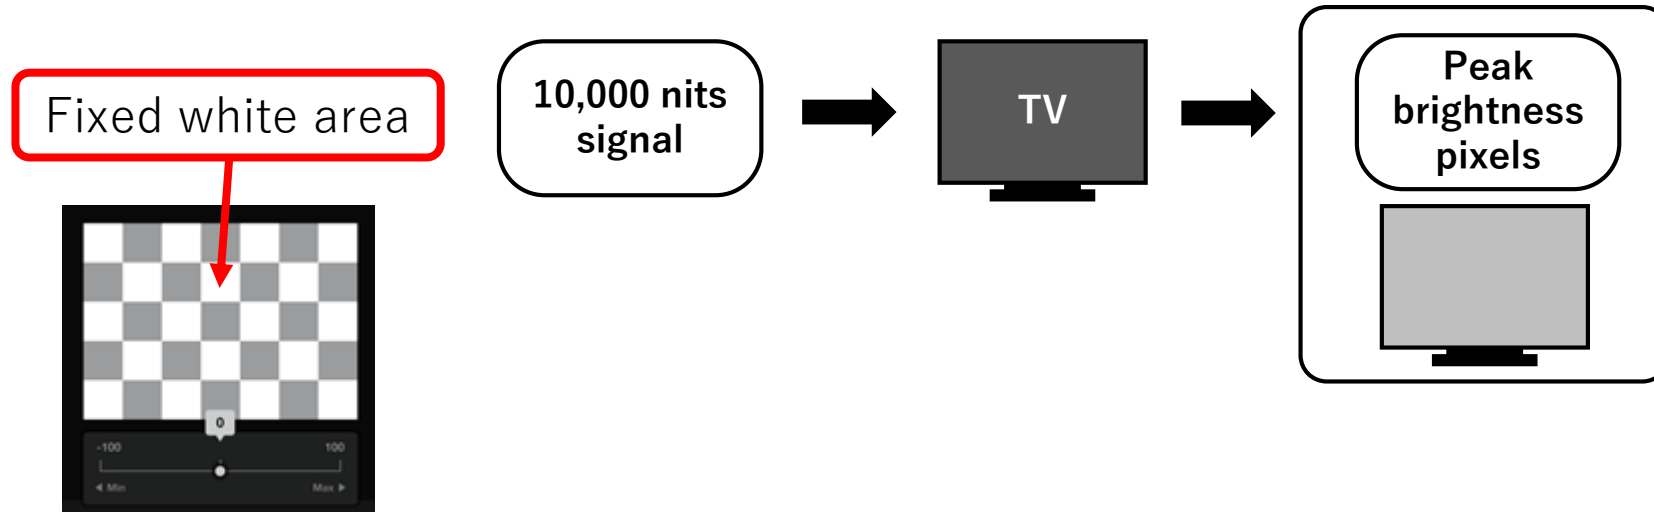 Fixed white area
10,000 nits
signal
TV
Peak
brightness
pixels
0
-100
100
◀ Min
Max ▶